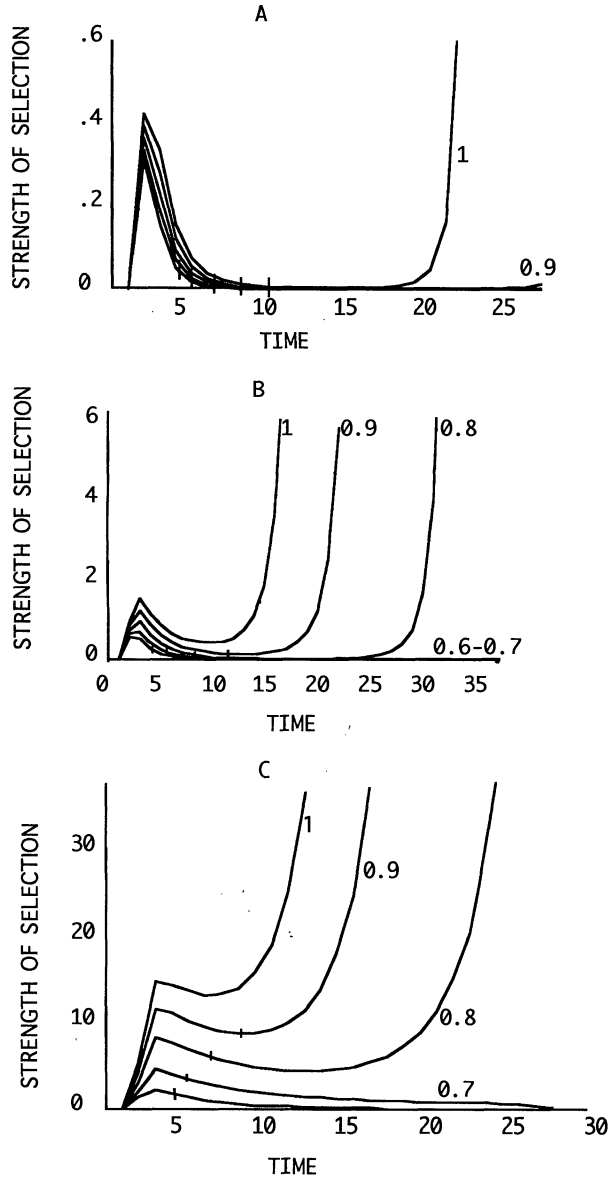 A
STRENGTH OF SELECTION
.6
.4
.2
0
1
0.9
5 10 15 20 25
TIME
B
STRENGTH OF SELECTION
6
4
2
0
1 0.9 0.8
0.6-0.7
0 5 10 15 20 25 30 35
TIME
C
STRENGTH OF SELECTION
30
20
10
0
1
0.9
0.8
0.7
5 10 15 20 25 30
TIME